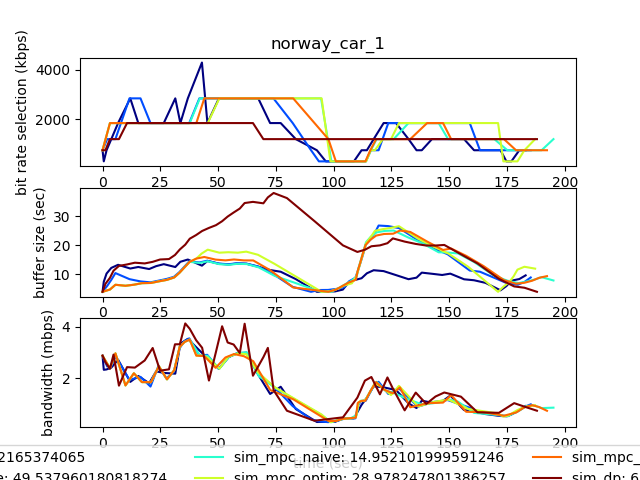 norway_car_1
bit rate selection (kbps)
4000
2000
0 25 50 75 100 125 150 175 200
buffer size (sec)
30
20
10
0 25 50 75 100 125 150 175 200
bandwidth (mbps)
4
2
0 25 50 75 100 125 150 175 200
time (sec)
2165374065 sim_mpc_naive: 14.952101999591246 sim_mpc_
: 49.537960180818274 sim_mpc_optim: 28.978247801386257 sim_dp: 6